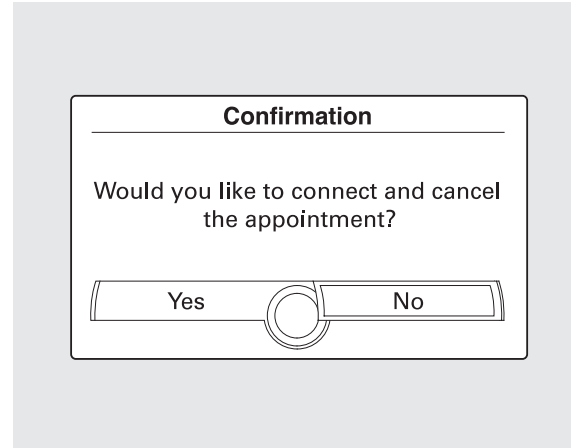 Confirmation
Would you like to connect and cancel
the appointment?
Yes
No